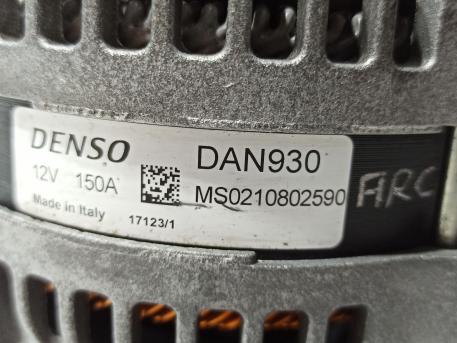 DENSO DAN930
12V 150A MS0210802590
Made in Italy 17123/1
ARC